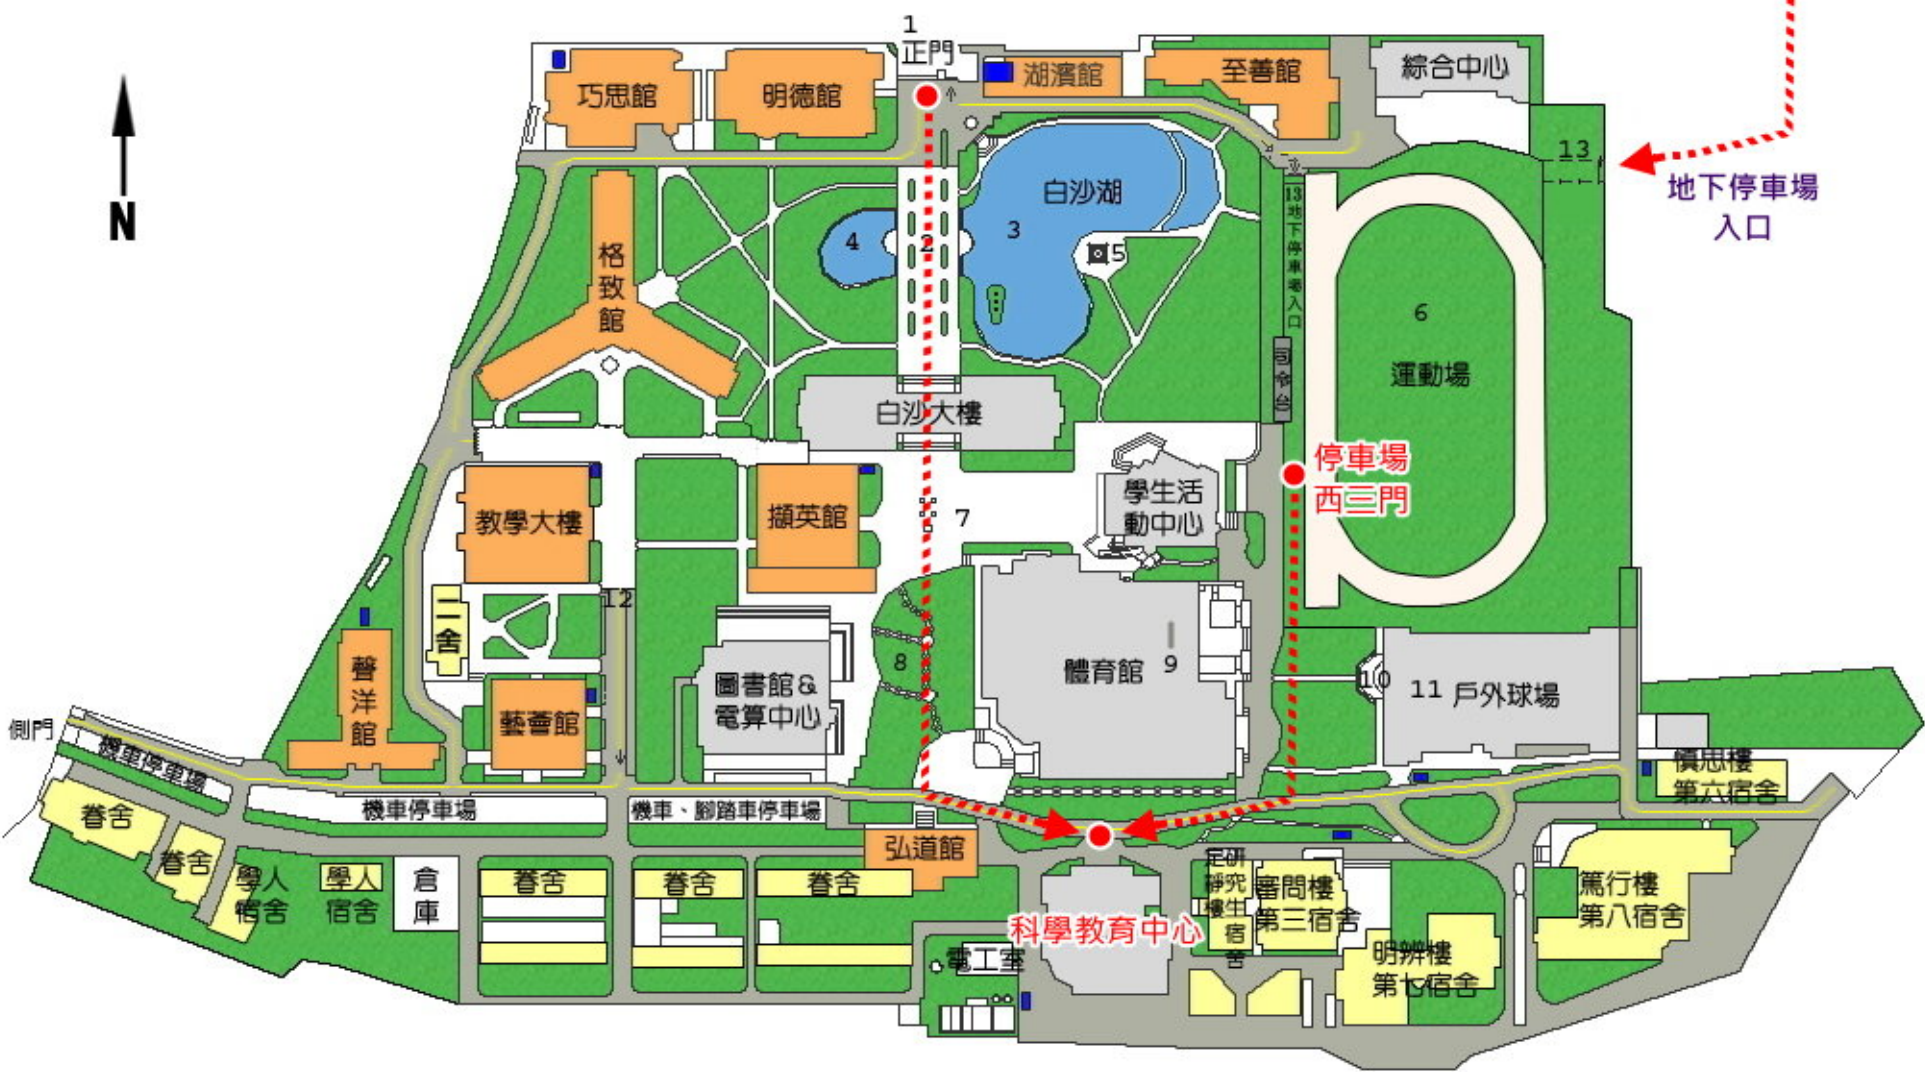 1
正門
湖濱館
至善館
綜合中心
巧思館
明德館
N
白沙湖
13
地下停車場
入口
13地下停車場入口
2
3
4
5
6
格致館
司令台
運動場
白沙大樓
停車場
西三門
學生活
動中心
教學大樓
擷英館
7
12
二舍
聲洋館
藝薈館
圖書館&
電算中心
8
體育館
9
10
11
戶外球場
側門
機車停車場
機車停車場
機車、腳踏車停車場
慎思樓
第六宿舍
眷舍
眷舍
學人
宿舍
學人
宿舍
倉庫
眷舍
眷舍
眷舍
弘道館
科學教育中心
電工室
定靜樓
研究生宿舍
審問樓
第三宿舍
明辨樓
第七宿舍
篤行樓
第八宿舍